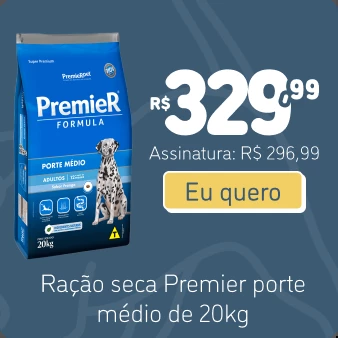 Super Premium
PremieRpet
PremieR
FORMULA
PORTE MÉDIO
ADULTOS
20kg
R$ 329,99
Assinatura: R$ 296,99
Eu quero
Ração seca Premier porte
médio de 20kg